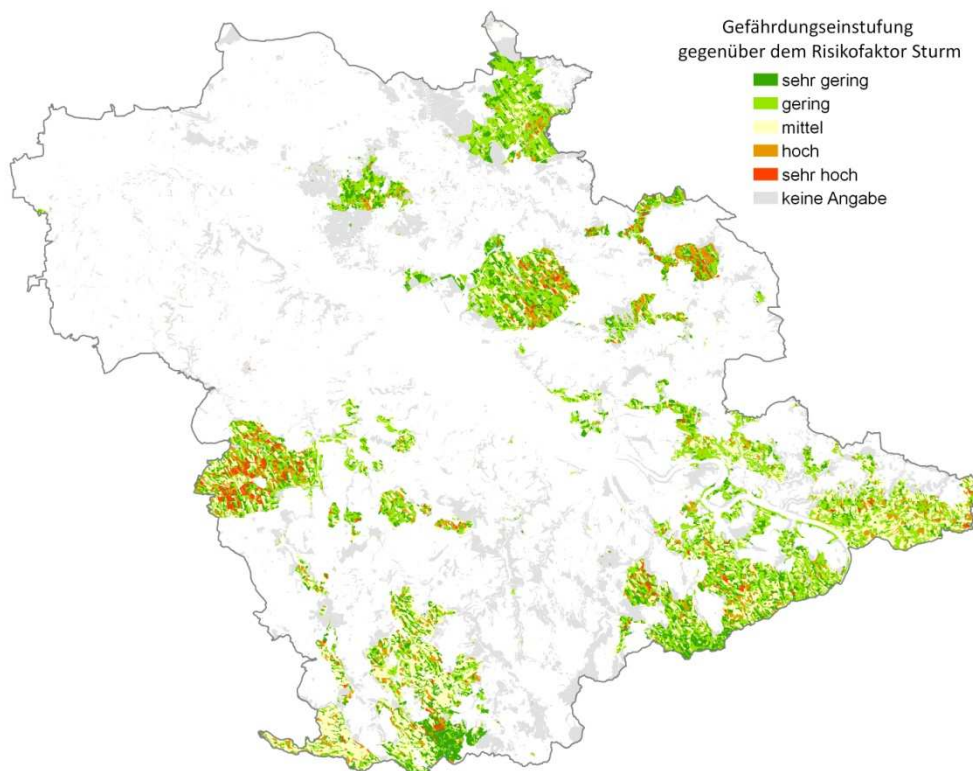 Gefährdungseinstufung
gegenüber dem Risikofaktor Sturm
sehr gering
gering
mittel
hoch
sehr hoch
keine Angabe